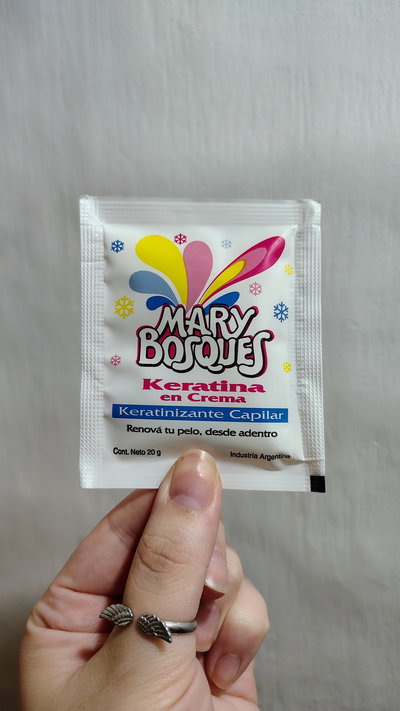 MARY
BOSQUES
Keratina
en Crema
Keratinizante Capilar
Renová tu pelo, desde adentro
Cont. Neto 20 g
Industria Argentina